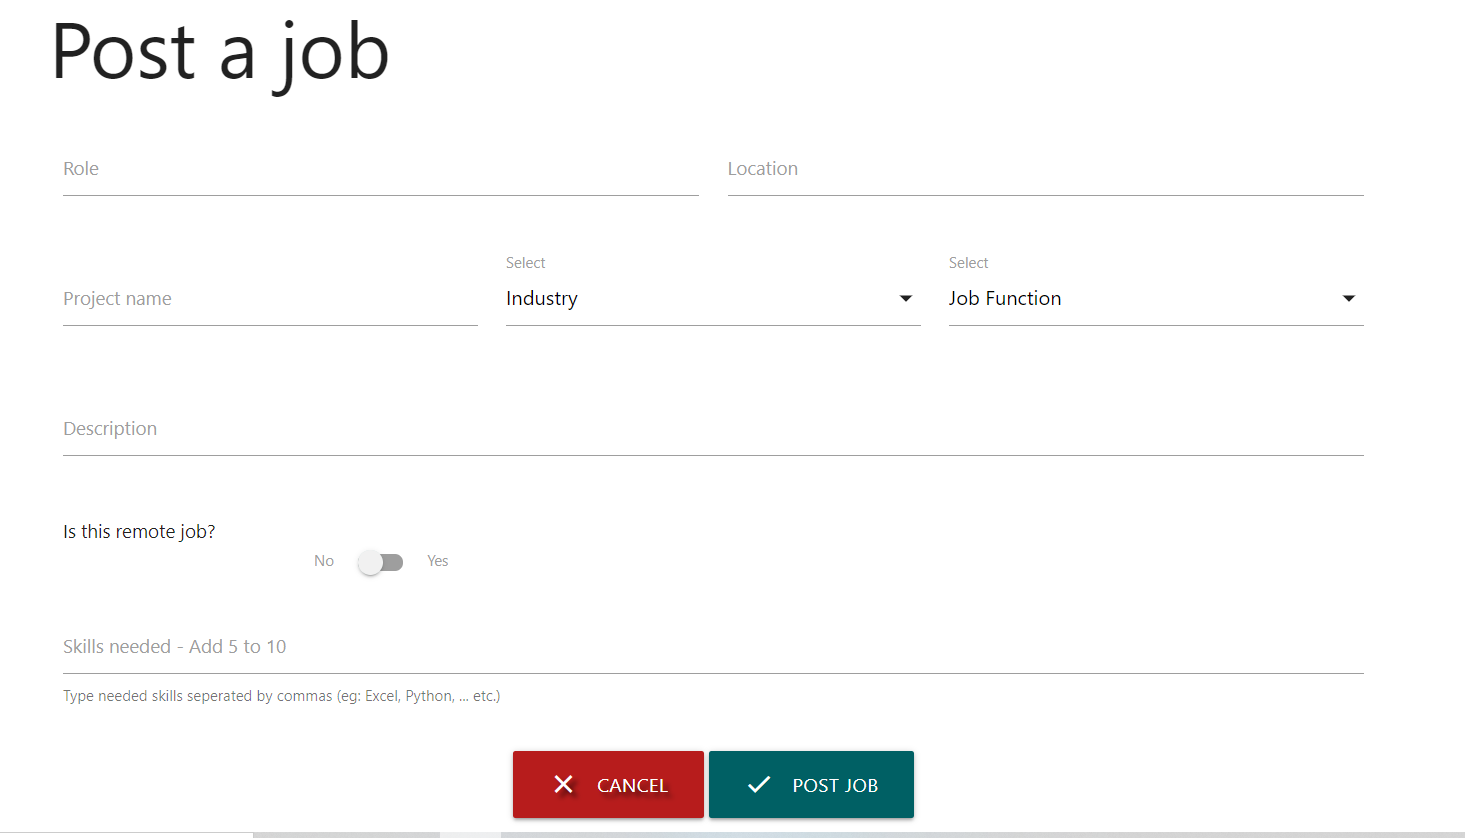 Post a job
Role
Location
Select
Select
Project name
Industry
Job Function
Description
Is this remote job?
No
Yes
Skills needed - Add 5 to 10
Type needed skills seperated by commas (eg: Excel, Python, ... etc.)
CANCEL
POST JOB